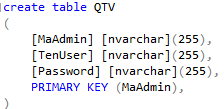 create table QTV
(
    [MaAdmin] [nvarchar](255),
    [TenUser] [nvarchar](255),
    [Password] [nvarchar](255),
    PRIMARY KEY (MaAdmin),
)